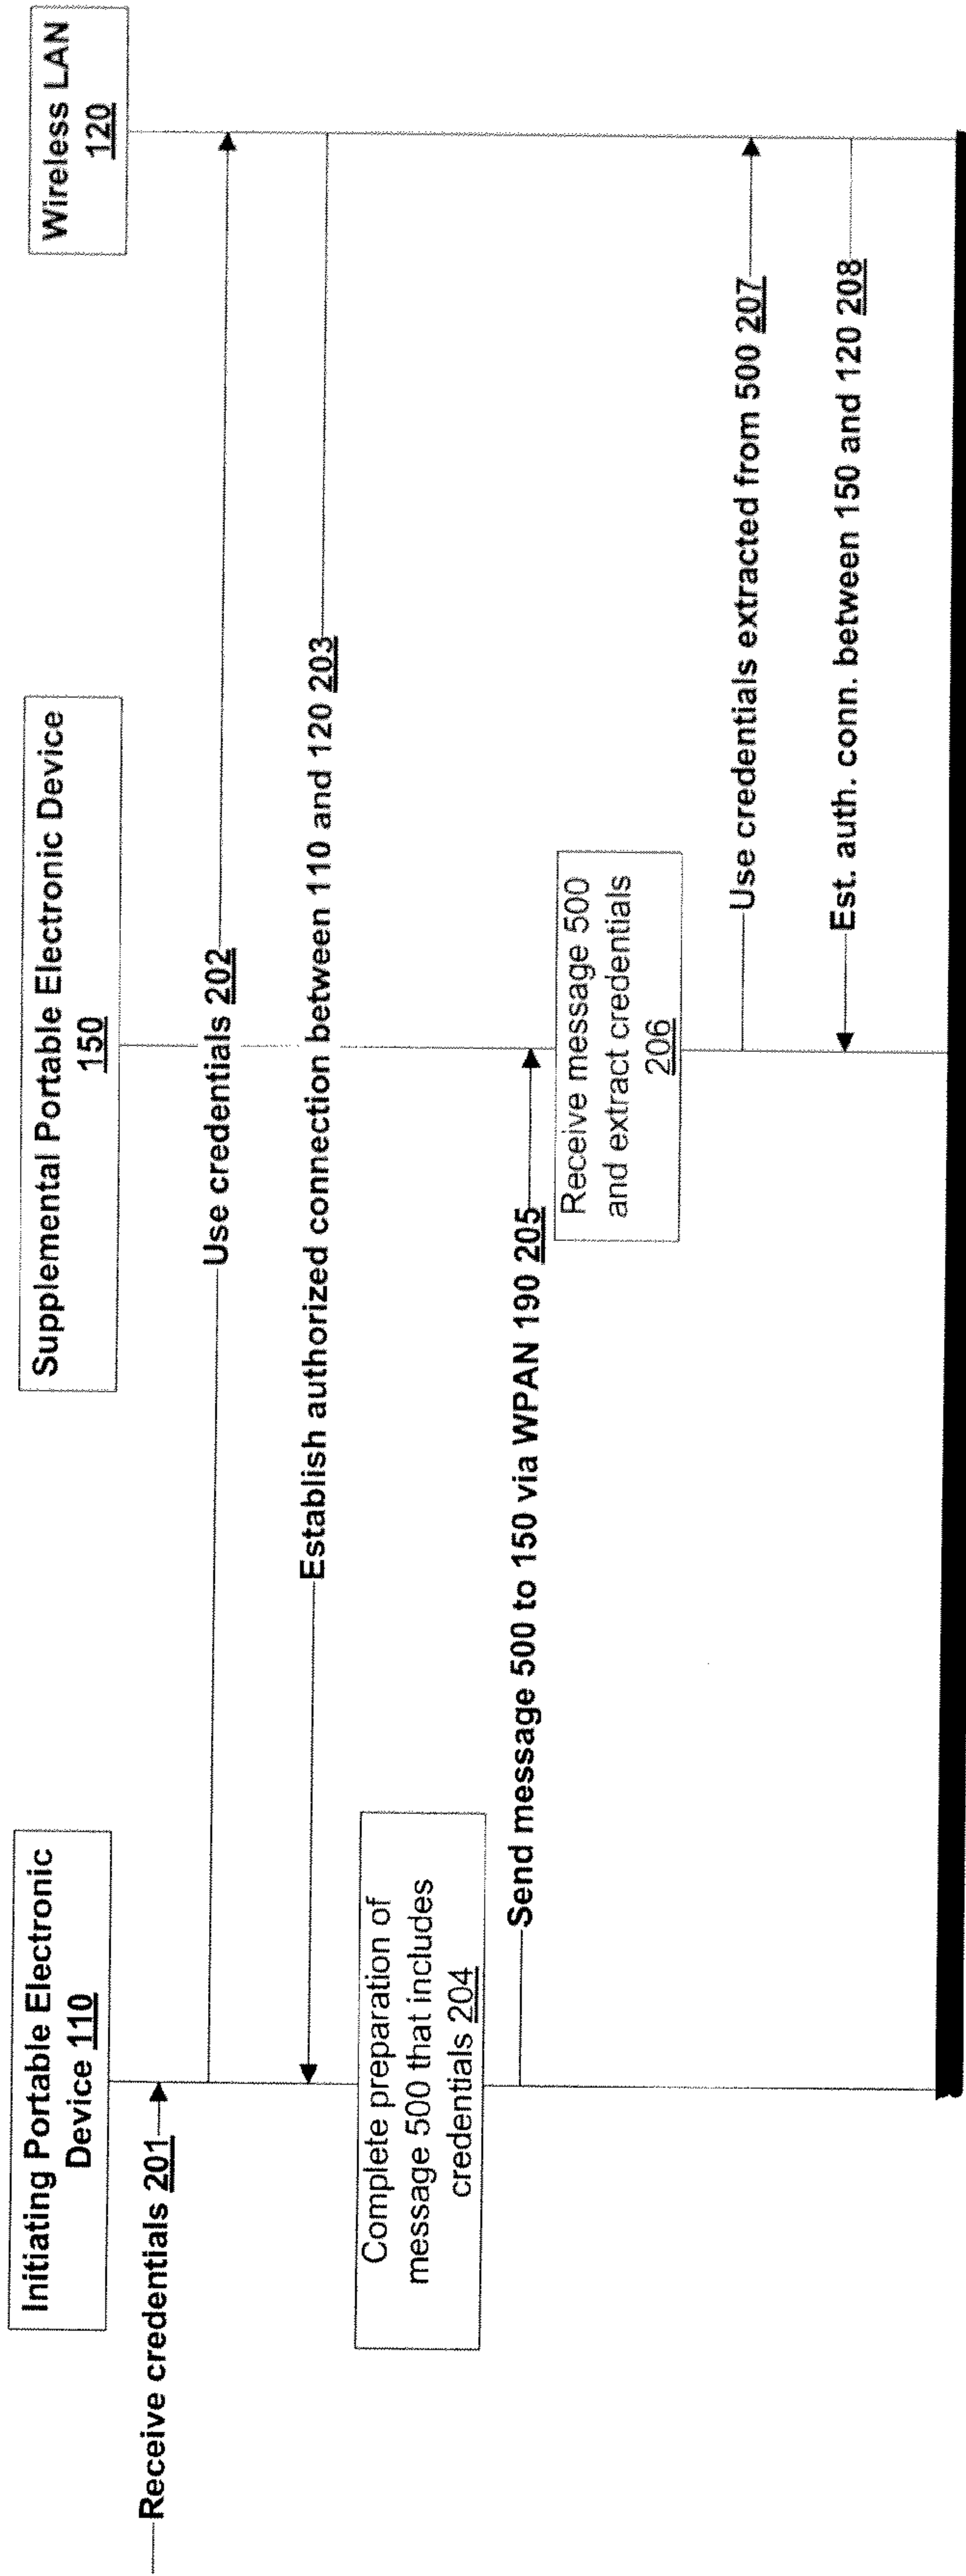 Initiating Portable Electronic
Device 110
Supplemental Portable Electronic Device
150
Wireless LAN
120
Receive credentials 201
Use credentials 202
Establish authorized connection between 110 and 120 203
Complete preparation of
message 500 that includes
credentials 204
Send message 500 to 150 via WPAN 190 205
Receive message 500
and extract credentials
206
Use credentials extracted from 500 207
Est. auth. conn. between 150 and 120 208